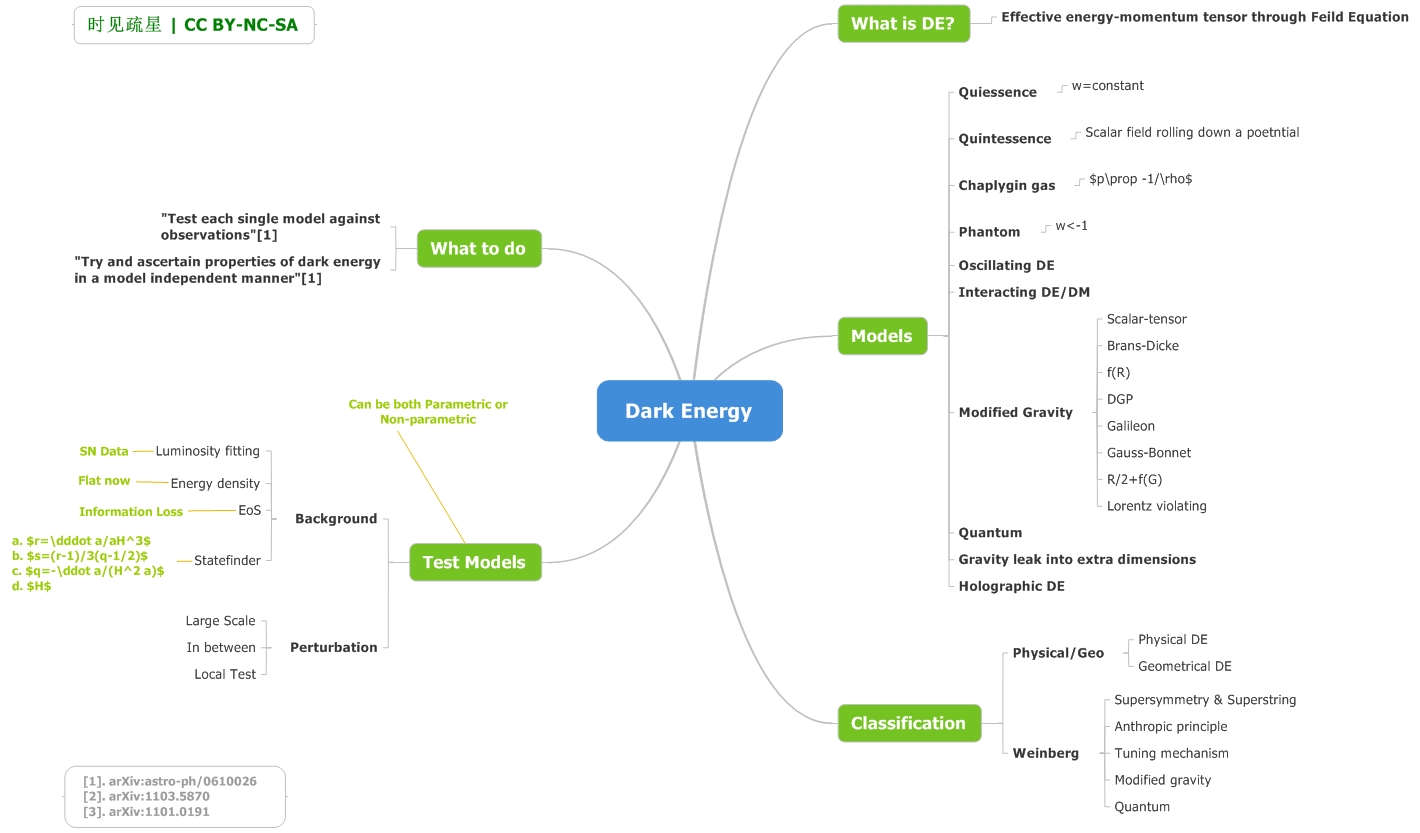 时见疏星 | CC BY-NC-SA
What is DE?
Effective energy-momentum tensor through Feild Equation
Quiessence
w=constant
Quintessence
Scalar field rolling down a poetntial
Chaplygin gas
$p\prop -1/\rho$
Phantom
w<-1
Oscillating DE
Interacting DE/DM
Models
Modified Gravity
Scalar-tensor
Brans-Dicke
f(R)
DGP
Galileon
Gauss-Bonnet
R/2+f(G)
Lorentz violating
Quantum
Gravity leak into extra dimensions
Holographic DE
"Test each single model against
observations"[1]
"Try and ascertain properties of dark energy
in a model independent manner"[1]
What to do
Dark Energy
Can be both Parametric or
Non-parametric
SN Data
Luminosity fitting
Flat now
Energy density
Information Loss
EoS
Background
a. $r=\dddot a/aH^3$
b. $s=(r-1)/3(q-1/2)$
c. $q=-\ddot a/(H^2 a)$
d. $H$
Statefinder
Test Models
Large Scale
In between
Local Test
Perturbation
Classification
Physical/Geo
Physical DE
Geometrical DE
Weinberg
Supersymmetry & Superstring
Anthropic principle
Tuning mechanism
Modified gravity
Quantum
[1]. arXiv:astro-ph/0610026
[2]. arXiv:1103.5870
[3]. arXiv:1101.0191